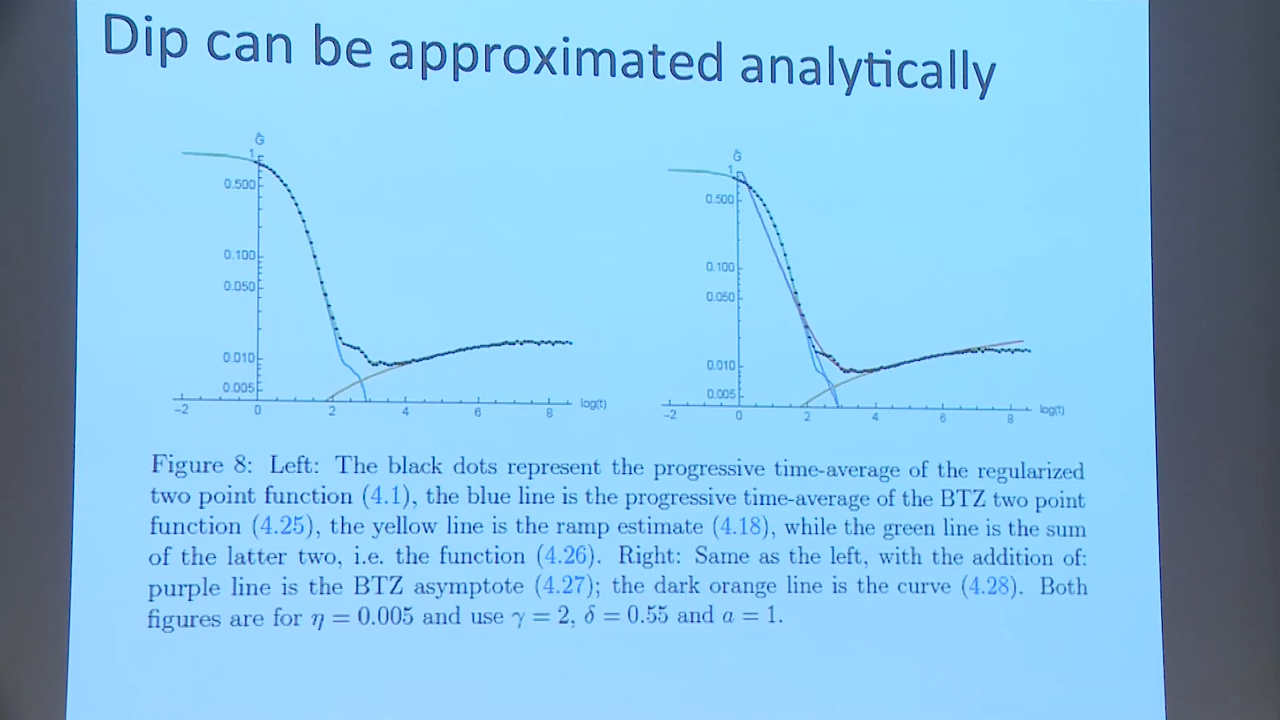 Dip can be approximated analytically
Ĝ
1
0.500
0.100
0.050
0.010
0.005
-2 0 2 4 6 8 log(t)
Ĝ
1
0.500
0.100
0.050
0.010
0.005
-2 0 2 4 6 8 log(t)
Figure 8: Left: The black dots represent the progressive time-average of the regularized
two point function (4.1), the blue line is the progressive time-average of the BTZ two point
function (4.25), the yellow line is the ramp estimate (4.18), while the green line is the sum
of the latter two, i.e. the function (4.26). Right: Same as the left, with the addition of:
purple line is the BTZ asymptote (4.27); the dark orange line is the curve (4.28). Both
figures are for η = 0.005 and use γ = 2, δ = 0.55 and a = 1.